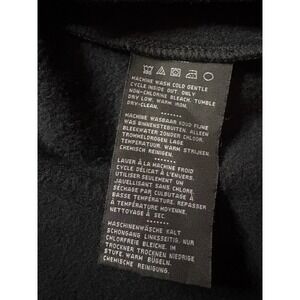 MACHINE WASH COLD GENTLE
CYCLE INSIDE OUT. ONLY
NON-CHLORINE BLEACH. TUMBLE
DRY LOW. WARM IRON.
DRY-CLEAN.
MACHINE WASBAAR KOUD FIJNE
WAS BINNENSTEBUITEN. ALLEEN
BLEEKWATER ZONDER CHLOOR.
TROMMELDROGEN LAGE
TEMPERATUUR. WARM STRIJKEN.
CHEMISCH REINIGEN.
LAVER À LA MACHINE FROID
CYCLE DÉLICAT À L'ENVERS.
UTILISER SEULEMENT UN
JAVELLISANT SANS CHLORE.
SÉCHAGE PAR CULBUTAGE À
BASSE TEMPÉRATURE. REPASSER
À TEMPÉRATURE MOYENNE.
NETTOYAGE À SEC.
MASCHINENWÄSCHE KALT
SCHONGANG LINKSSEITIG. NUR
CHLORFREIE BLEICHE. IM
TROCKNER TROCKNEN NIEDRIGE
STUFE. WARM BÜGELN.
CHEMISCHE REINIGUNG.